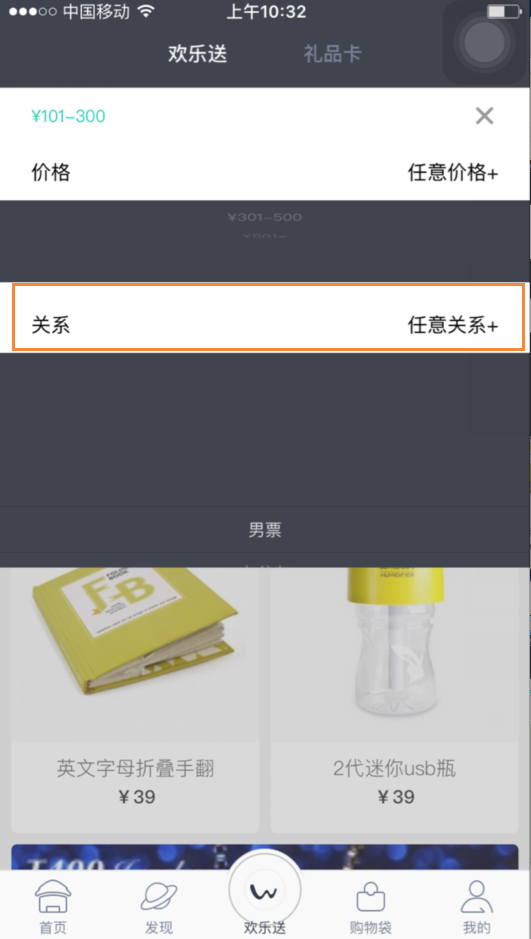 中国移动 上午10:32
欢乐送 礼品卡
¥101-300
价格 任意价格+
¥301-500
关系 任意关系+
男票
F-B
BOOK
HUMIDIFIER
英文字母折叠手翻 2代迷你usb瓶
¥39 ¥39
首页 发现 欢乐送 购物袋 我的